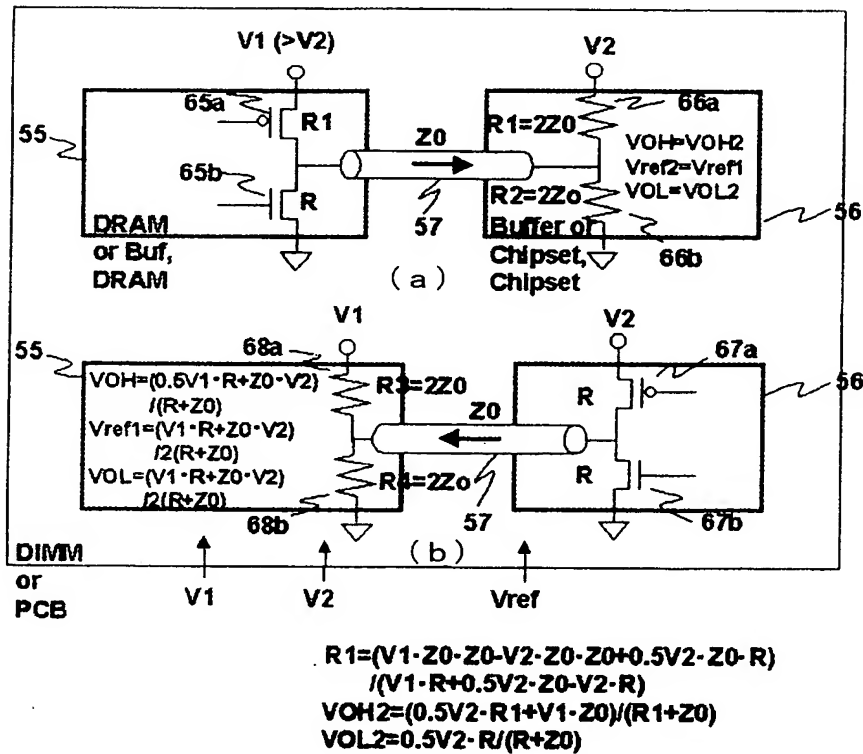 V1 (>V2)
V2
65a
R1
66a
55
Z0
R1=2Z0
VOH=VOH2
Vref2=Vref1
VOL=VOL2
65b
R
R2=2Zo
57
56
DRAM
or Buf,
DRAM
Buffer or
Chipset,
Chipset
66b
(a)
V1
V2
55
68a
67a
56
VOH=(0.5V1·R+Z0·V2)
/(R+Z0)
Vref1=(V1·R+Z0·V2)
/2(R+Z0)
VOL=(V1·R+Z0·V2)
/2(R+Z0)
R3=2Z0
Z0
R
R4=2Zo
R
57
68b
67b
(b)
DIMM
or
PCB
V1
V2
Vref
R1=(V1·Z0·Z0-V2·Z0·Z0+0.5V2·Z0·R)
/(V1·R+0.5V2·Z0-V2·R)
VOH2=(0.5V2·R1+V1·Z0)/(R1+Z0)
VOL2=0.5V2·R/(R+Z0)